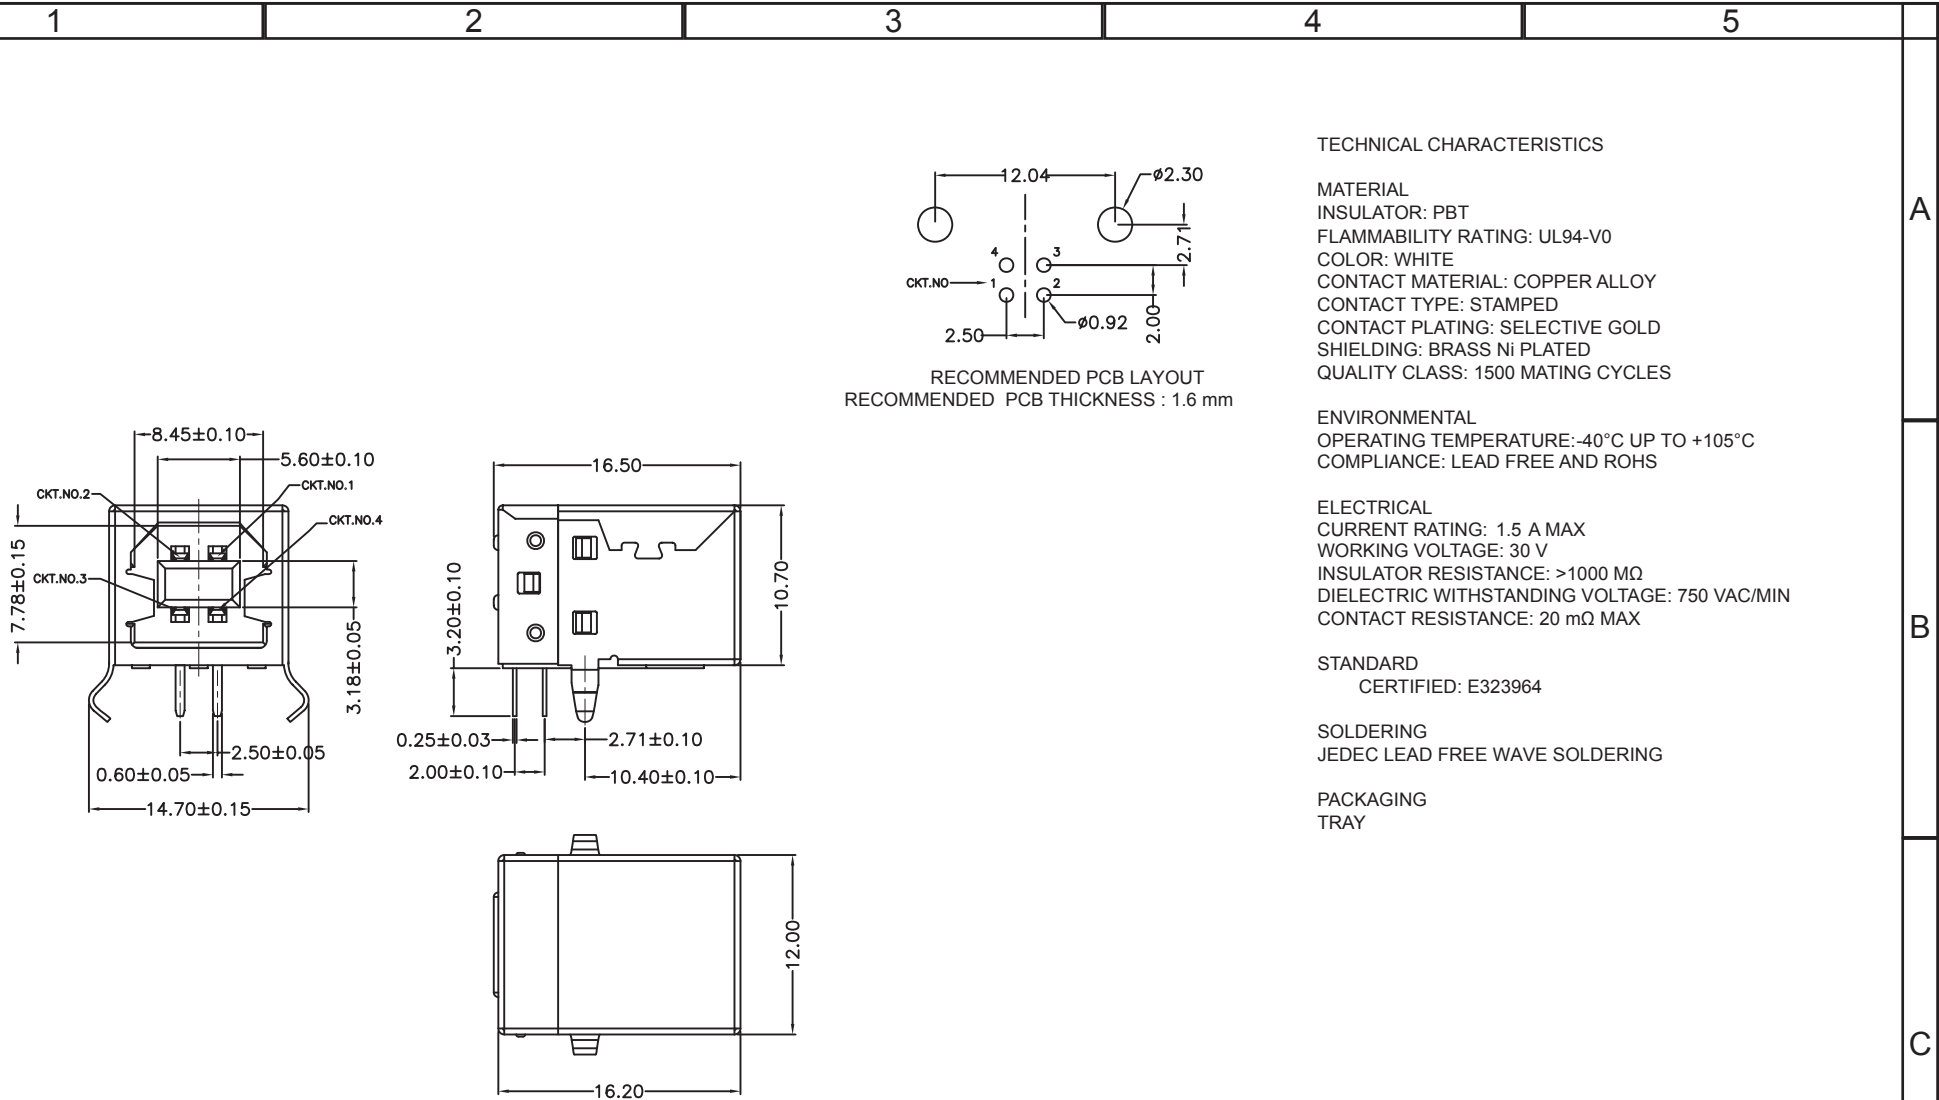 1 2 3 4 5
A
B
C
12.04
ø2.30
2.71
4 3
CKT.NO 1 2
ø0.92
2.50
2.00
RECOMMENDED PCB LAYOUT
RECOMMENDED PCB THICKNESS : 1.6 mm
8.45±0.10
5.60±0.10
CKT.NO.2
CKT.NO.1
CKT.NO.4
CKT.NO.3
7.78±0.15
3.18±0.05
2.50±0.05
0.60±0.05
14.70±0.15
16.50
10.70
3.20±0.10
0.25±0.03
2.71±0.10
2.00±0.10
10.40±0.10
12.00
16.20
TECHNICAL CHARACTERISTICS
MATERIAL
INSULATOR: PBT
FLAMMABILITY RATING: UL94-V0
COLOR: WHITE
CONTACT MATERIAL: COPPER ALLOY
CONTACT TYPE: STAMPED
CONTACT PLATING: SELECTIVE GOLD
SHIELDING: BRASS Ni PLATED
QUALITY CLASS: 1500 MATING CYCLES
ENVIRONMENTAL
OPERATING TEMPERATURE:-40°C UP TO +105°C
COMPLIANCE: LEAD FREE AND ROHS
ELECTRICAL
CURRENT RATING: 1.5 A MAX
WORKING VOLTAGE: 30 V
INSULATOR RESISTANCE: >1000 MΩ
DIELECTRIC WITHSTANDING VOLTAGE: 750 VAC/MIN
CONTACT RESISTANCE: 20 mΩ MAX
STANDARD
CERTIFIED: E323964
SOLDERING
JEDEC LEAD FREE WAVE SOLDERING
PACKAGING
TRAY